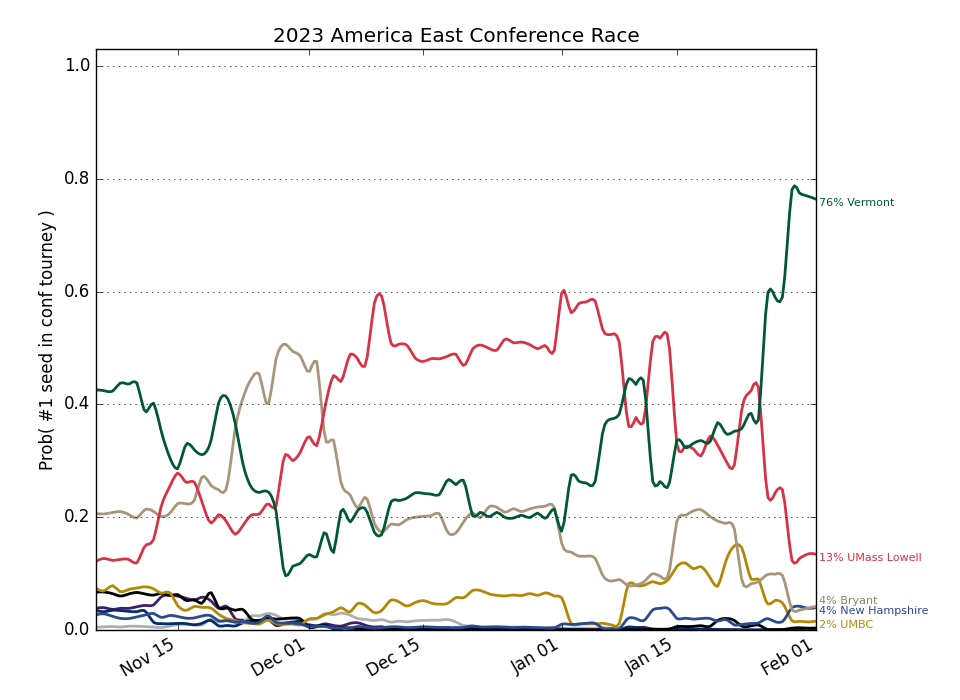 2023 America East Conference Race
Prob( #1 seed in conf tourney )
1.0
0.8
0.6
0.4
0.2
0.0
Nov 15
Dec 01
Dec 15
Jan 01
Jan 15
Feb 01
76% Vermont
13% UMass Lowell
4% Bryant
4% New Hampshire
2% UMBC